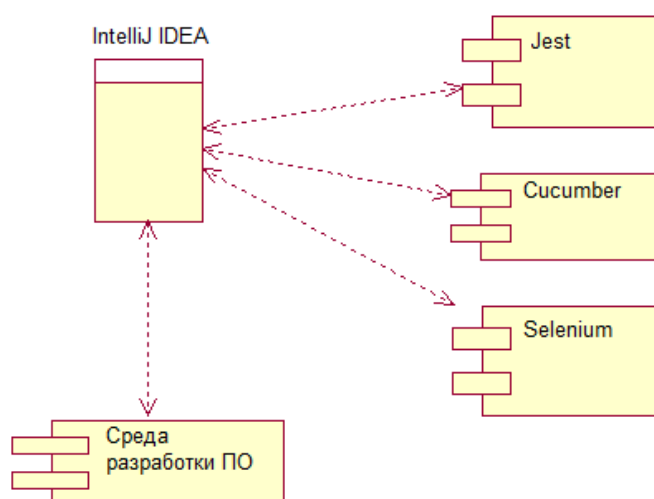 IntelliJ IDEA
Jest
Cucumber
Selenium
Среда
разработки ПО